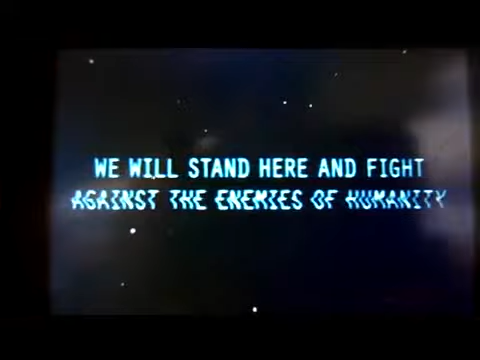 WE WILL STAND HERE AND FIGHT
AGAINST THE ENEMIES OF HUMANITY